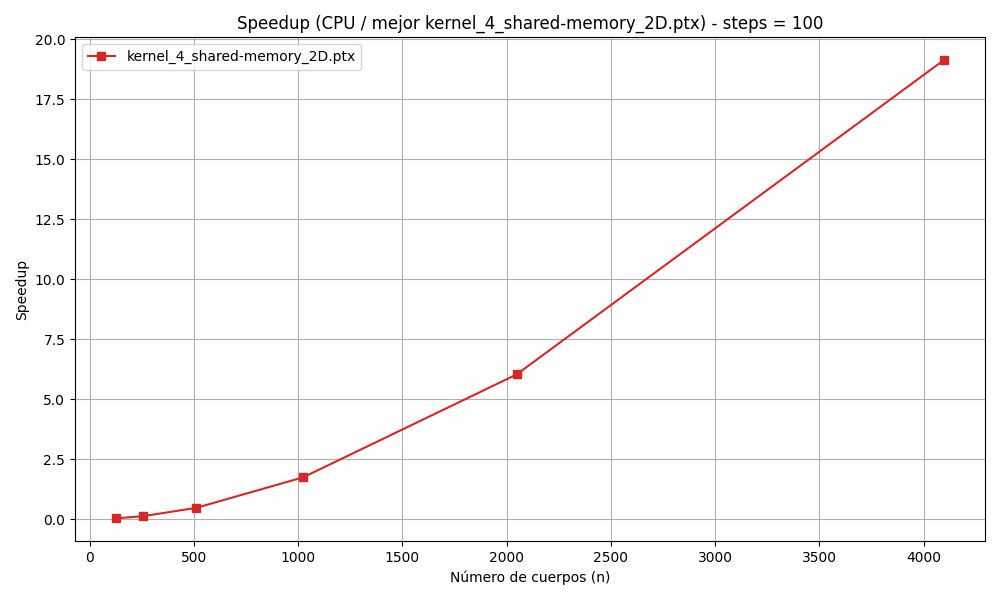 Speedup (CPU / mejor kernel_4_shared-memory_2D.ptx) - steps = 100
kernel_4_shared-memory_2D.ptx
20.0
17.5
15.0
12.5
10.0
7.5
5.0
2.5
0.0
Speedup
0 500 1000 1500 2000 2500 3000 3500 4000
Número de cuerpos (n)